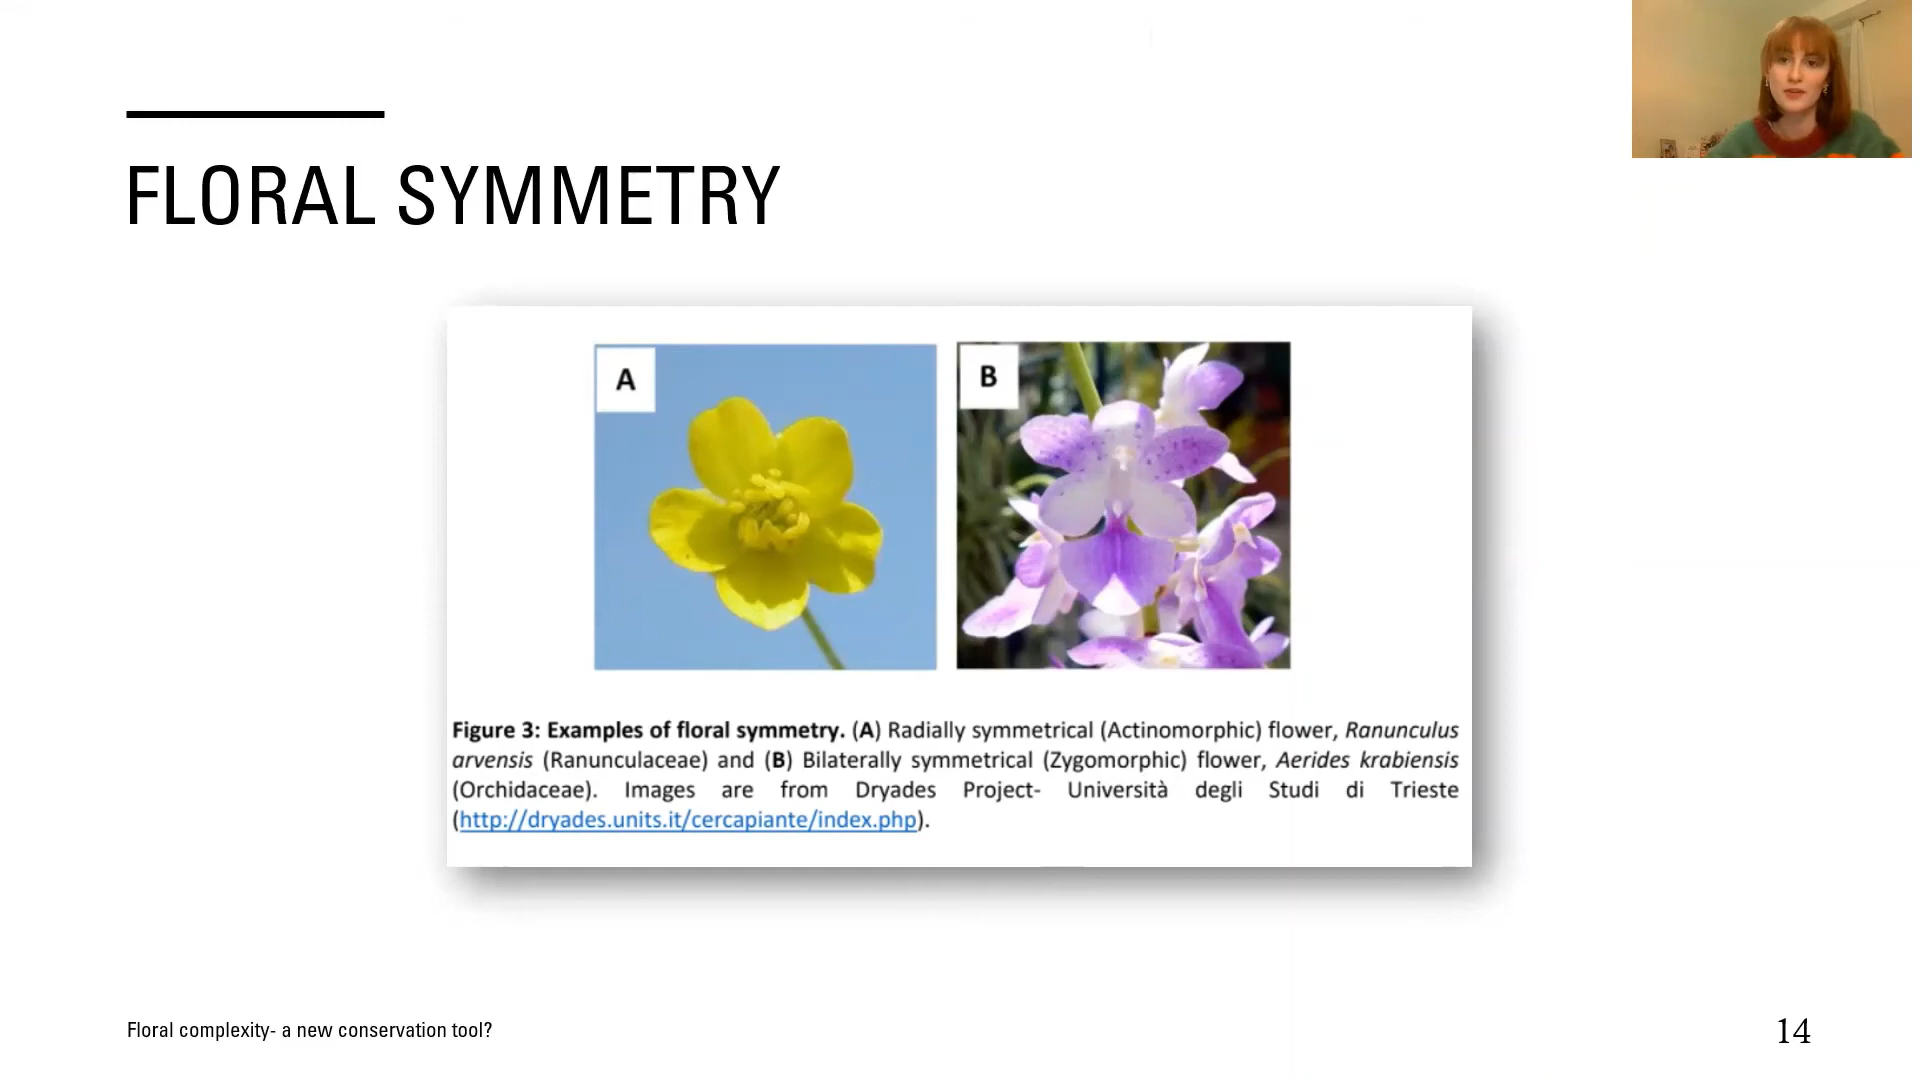 FLORAL SYMMETRY
A
B
Figure 3: Examples of floral symmetry. (A) Radially symmetrical (Actinomorphic) flower, Ranunculus
arvensis (Ranunculaceae) and (B) Bilaterally symmetrical (Zygomorphic) flower, Aerides krabiensis
(Orchidaceae). Images are from Dryades Project- Università degli Studi di Trieste
(http://dryades.units.it/cercapiante/index.php).
Floral complexity- a new conservation tool?
14